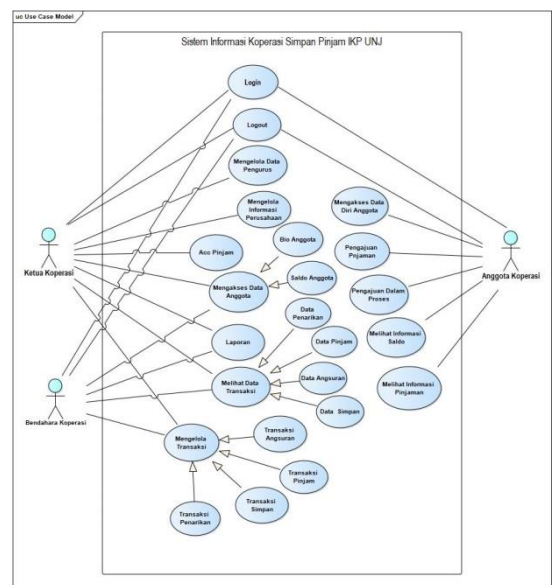 uc Use Case Model
Sistem Informasi Koperasi Simpan Pinjam IKP UNJ
Login
Logout
Mengelola Data
Pengurus
Mengelola
Informasi
Perusahaan
Mengakses Data
Diri Anggota
Bio Anggota
Acc Pinjam
Pengajuan
Pnjaman
Ketua Koperasi
Anggota Koperasi
Mengakses Data
Anggota
Saldo Anggota
Pengajuan Dalam
Proses
Data
Penarikan
Laporan
Data Pinjam
Melihat Informasi
Saldo
Melihat Data
Transaksi
Data Angsuran
Melihat Informasi
Pinjaman
Data Simpan
Bendahara Koperasi
Mengelola
Transaksi
Transaksi
Angsuran
Transaksi
Pinjam
Transaksi
Simpan
Transaksi
Penarikan